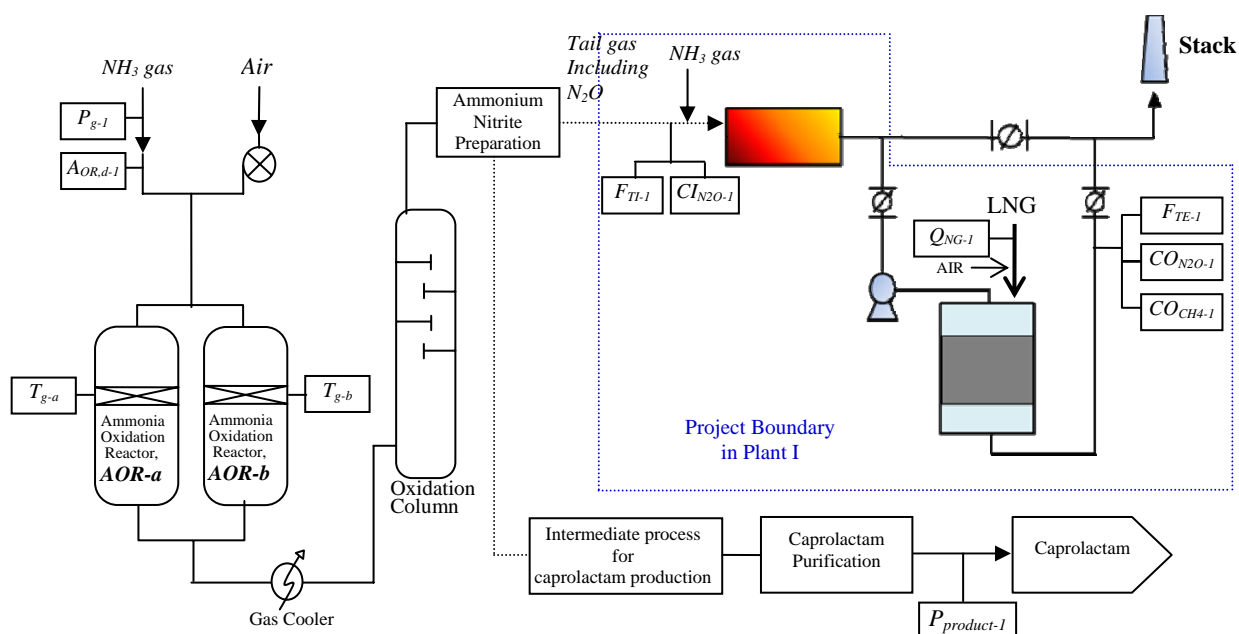 NH3 gas
Air
Pg-1
AOR,d-1
Tg-a
Tg-b
Ammonia
Oxidation
Reactor,
AOR-a
Ammonia
Oxidation
Reactor,
AOR-b
Gas Cooler
Oxidation
Column
Ammonium
Nitrite
Preparation
Tail gas
Including
N2O
NH3 gas
FTI-1
CIN2O-1
Stack
LNG
QNG-1
AIR
FTE-1
CON2O-1
COCH4-1
Project Boundary
in Plant I
Intermediate process
for
caprolactam production
Caprolactam
Purification
Caprolactam
Pproduct-1